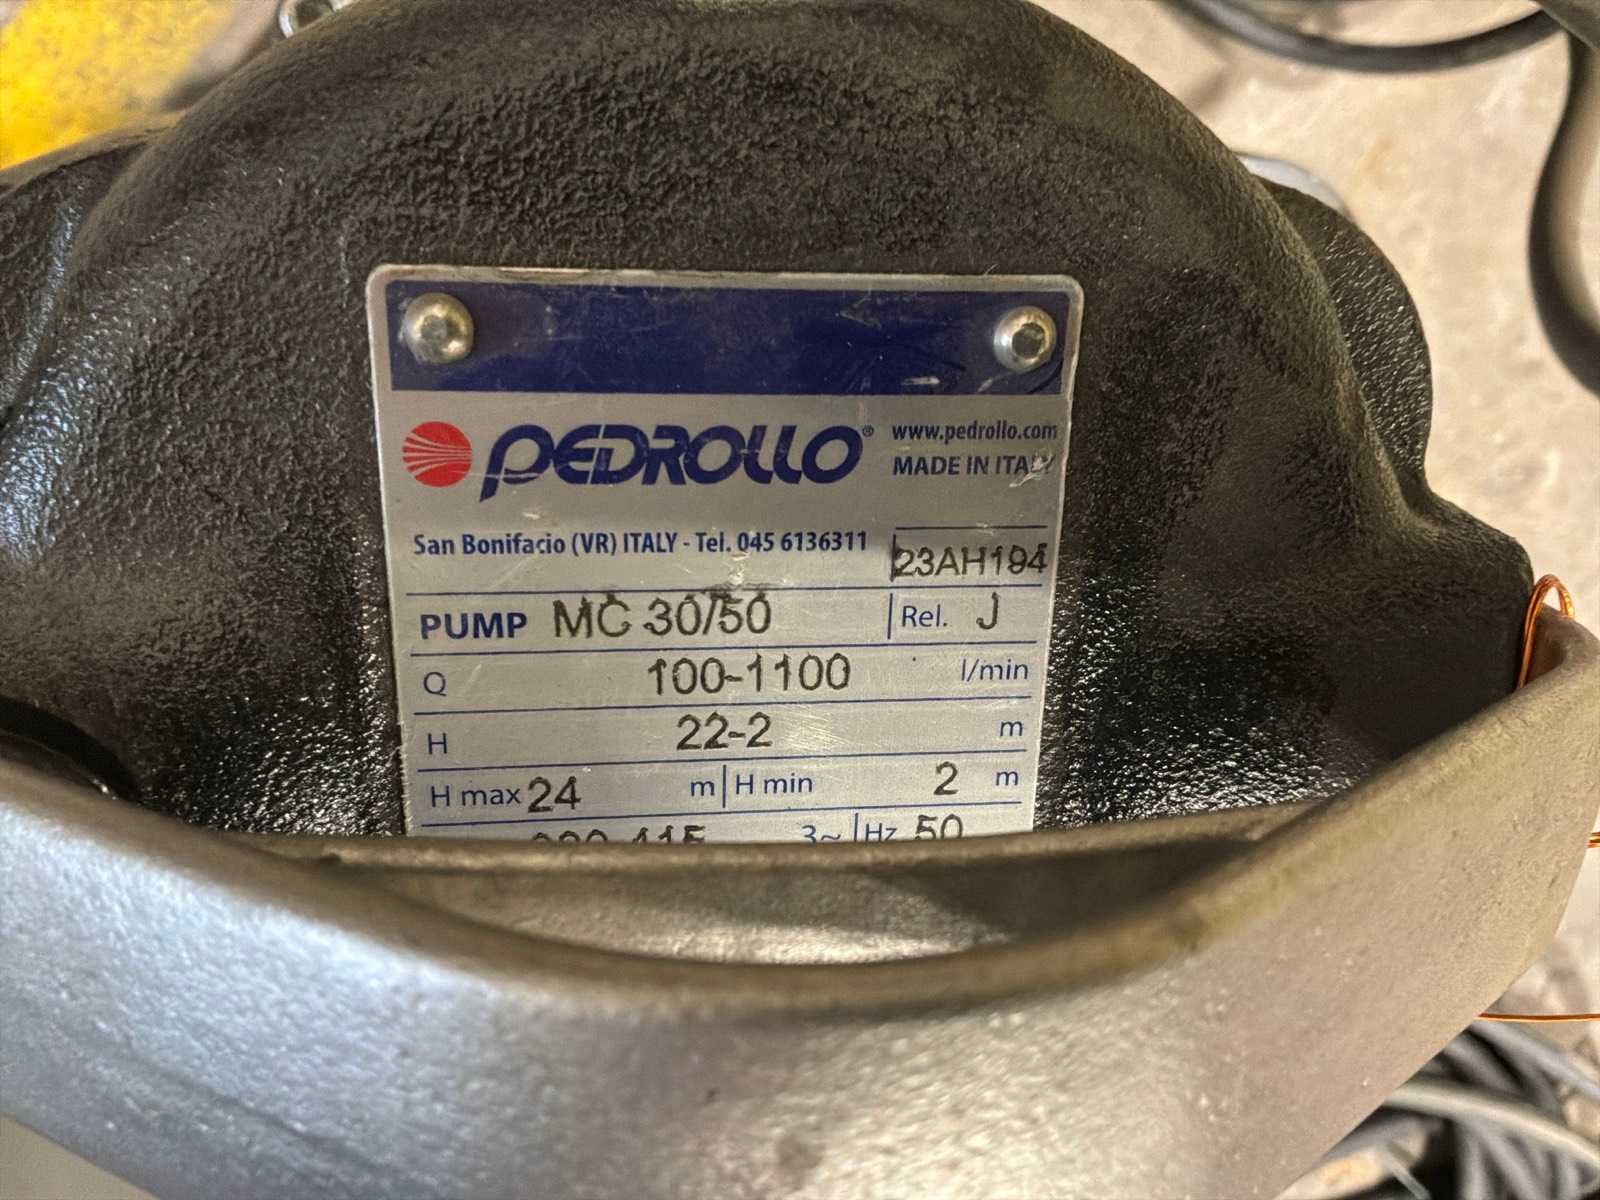 PEDROLLO®
www.pedrollo.com
MADE IN ITALY
San Bonifacio (VR) ITALY - Tel. 045 6136311
23AH194
PUMP MC 30/50 Rel. J
Q 100-1100 l/min
H 22-2 m
H max 24 m H min 2 m
3~ Hz 50